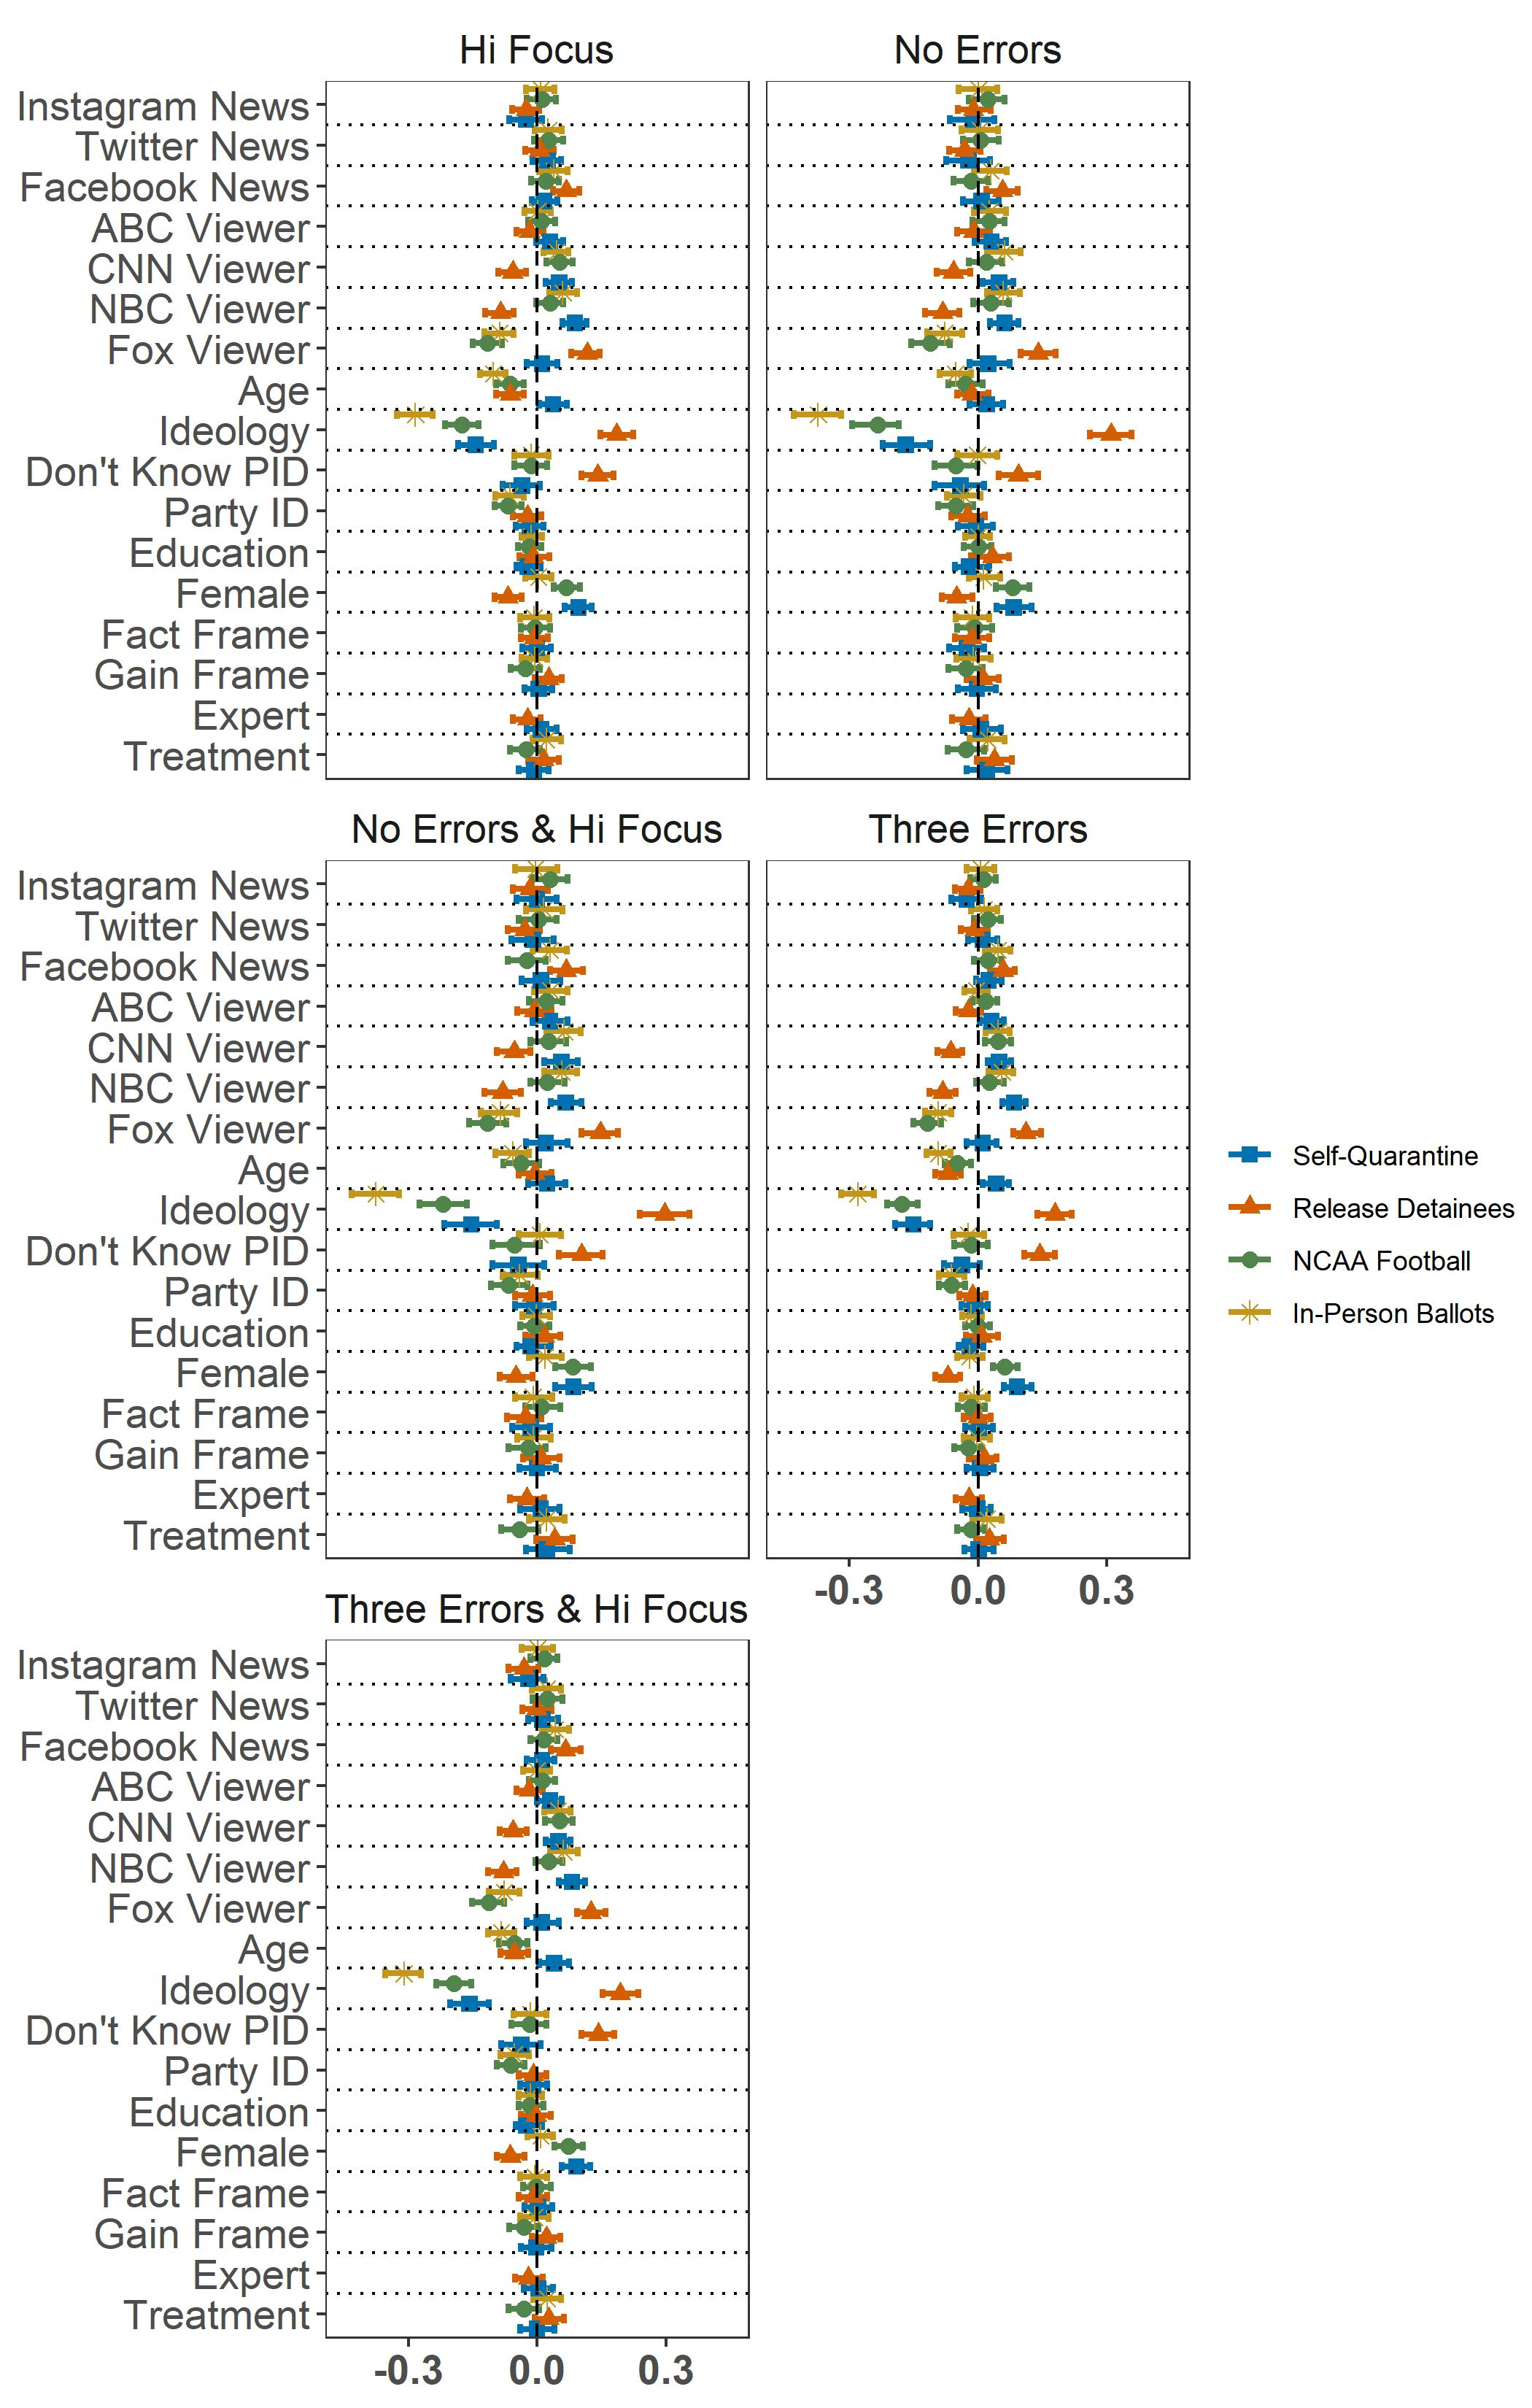 Hi Focus
No Errors
Instagram News
Twitter News
Facebook News
ABC Viewer
CNN Viewer
NBC Viewer
Fox Viewer
Age
Ideology
Don't Know PID
Party ID
Education
Female
Fact Frame
Gain Frame
Expert
Treatment
No Errors & Hi Focus
Three Errors
Instagram News
Twitter News
Facebook News
ABC Viewer
CNN Viewer
NBC Viewer
Fox Viewer
Age
Ideology
Don't Know PID
Party ID
Education
Female
Fact Frame
Gain Frame
Expert
Treatment
-0.3 0.0 0.3
Self-Quarantine
Release Detainees
NCAA Football
In-Person Ballots
Three Errors & Hi Focus
Instagram News
Twitter News
Facebook News
ABC Viewer
CNN Viewer
NBC Viewer
Fox Viewer
Age
Ideology
Don't Know PID
Party ID
Education
Female
Fact Frame
Gain Frame
Expert
Treatment
-0.3 0.0 0.3